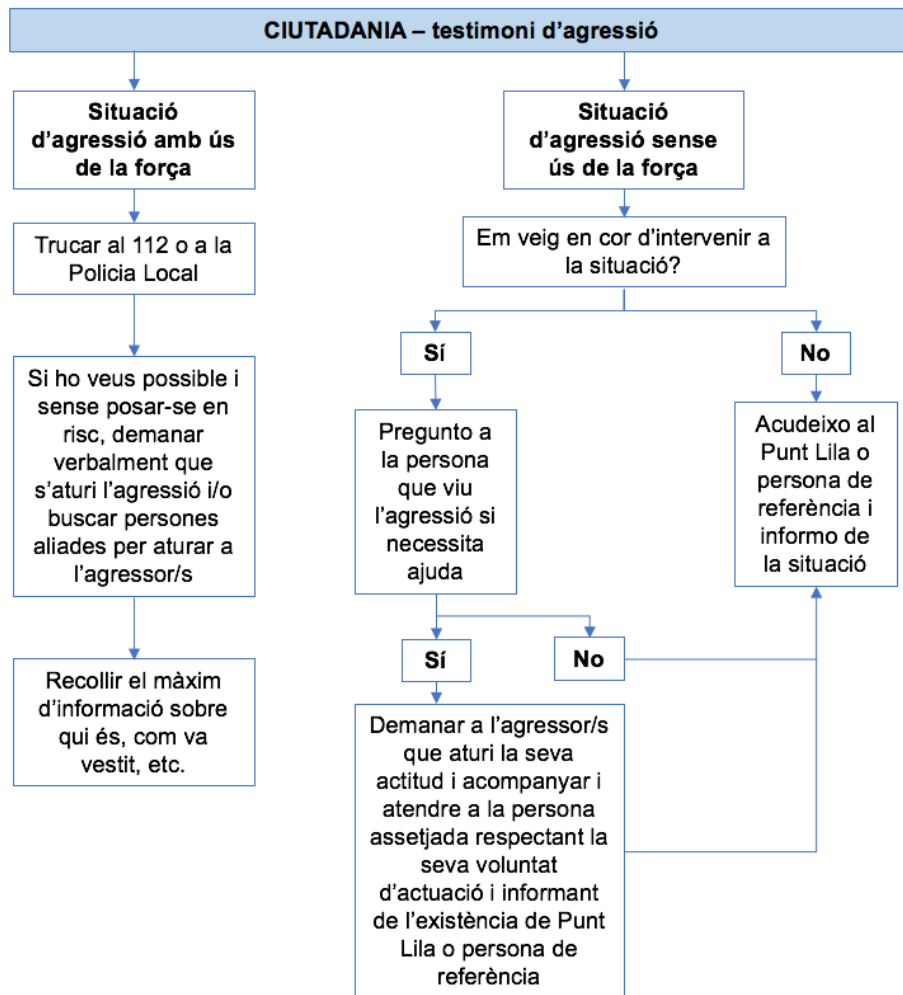 CIUTADANIA – testimoni d'agressió
Situació
d'agressió amb ús
de la força
Trucar al 112 o a la
Policia Local
Si ho veus possible i
sense posar-se en
risc, demanar
verbalment que
s'aturi l'agressió i/o
buscar persones
aliades per aturar a
l'agressor/s
Recollir el màxim
d'informació sobre
qui és, com va
vestit, etc.
Situació
d'agressió sense
ús de la força
Em veig en cor d'intervenir a
la situació?
Sí
Pregunto a
la persona
que viu
l'agressió si
necessita
ajuda
Sí
No
Demanar a l'agressor/s
que aturi la seva
actitud i acompanyar i
atendre a la persona
assetjada respectant la
seva voluntat
d'actuació i informant
de l'existència de Punt
Lila o persona de
referència
No
Acudeixo al
Punt Lila o
persona de
referència i
informo de
la situació